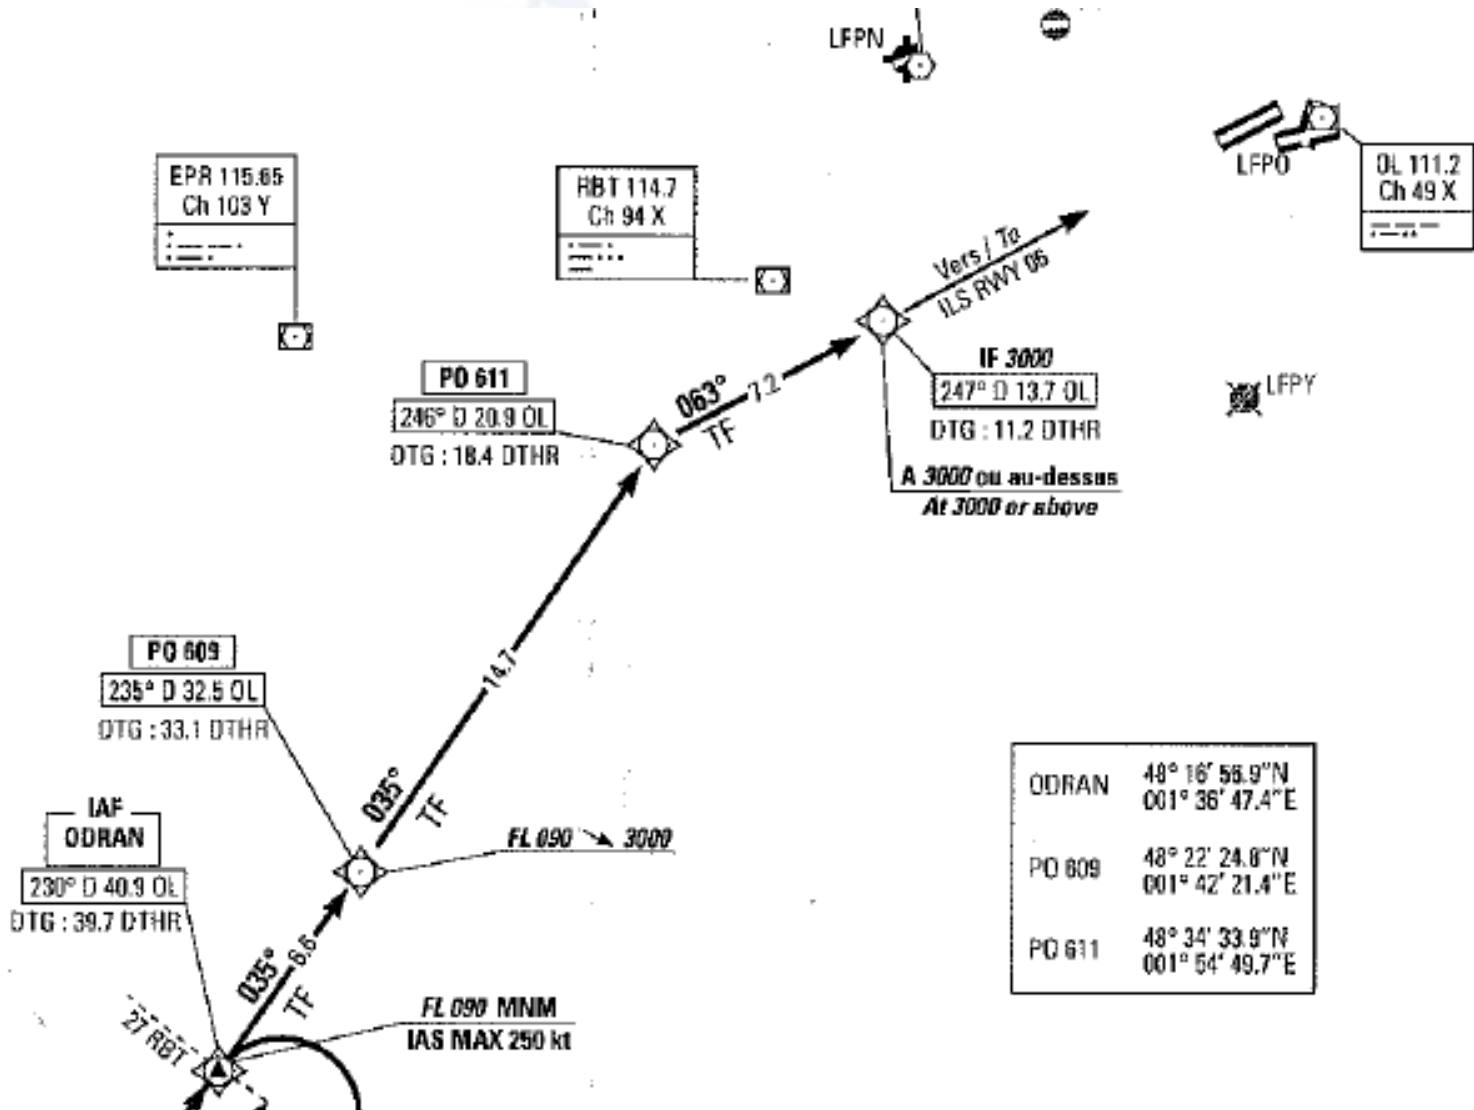 LFPN
LFPO
EPR 115.65
Ch 103 Y
RBT 114.7
Ch 94 X
OL 111.2
Ch 49 X
Vers / To
ILS RWY 06
LFPY
IF 3000
247° D 13.7 OL
DTG : 11.2 DTHR
A 3000 ou au-dessus
At 3000 or above
PO 611
246° D 20.9 OL
DTG : 18.4 DTHR
063°
7.2
TF
14.7
PO 609
235° D 32.5 OL
DTG : 33.1 DTHR
035°
TF
FL 090 ↘ 3000
IAF
ODRAN
230° D 40.9 OL
DTG : 39.7 DTHR
035°
6.6
TF
27 RBT
FL 090 MNM
IAS MAX 250 kt
ODRAN 48° 16' 56.9"N
001° 36' 47.4"E
PO 609 48° 22' 24.8"N
001° 42' 21.4"E
PO 611 48° 34' 33.9"N
001° 54' 49.7"E